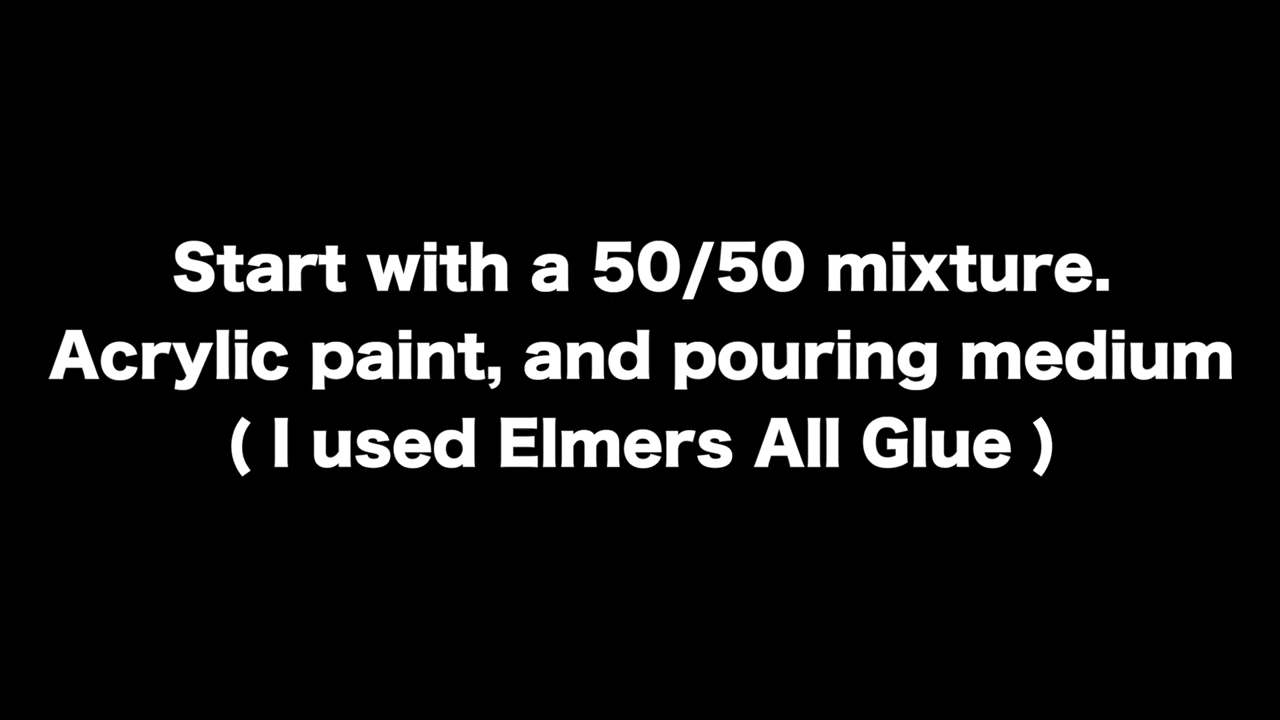 Start with a 50/50 mixture.
Acrylic paint, and pouring medium
( I used Elmers All Glue )